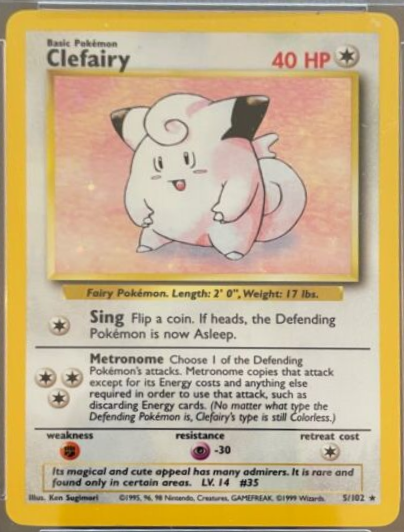 Basic Pokémon
Clefairy
40 HP
Fairy Pokémon. Length: 2' 0", Weight: 17 lbs.
Sing Flip a coin. If heads, the Defending
Pokémon is now Asleep.
Metronome Choose 1 of the Defending
Pokémon's attacks. Metronome copies that attack
except for its Energy costs and anything else
required in order to use that attack, such as
discarding Energy cards. (No matter what type the
Defending Pokémon is, Clefairy's type is still Colorless.)
weakness resistance retreat cost
-30
Its magical and cute appeal has many admirers. It is rare and
found only in certain areas. LV. 14 #35
Illus. Ken Sugimori ©1995, 96, 98 Nintendo, Creatures, GAMEFREAK. ©1999 Wizards. 5/102 ★